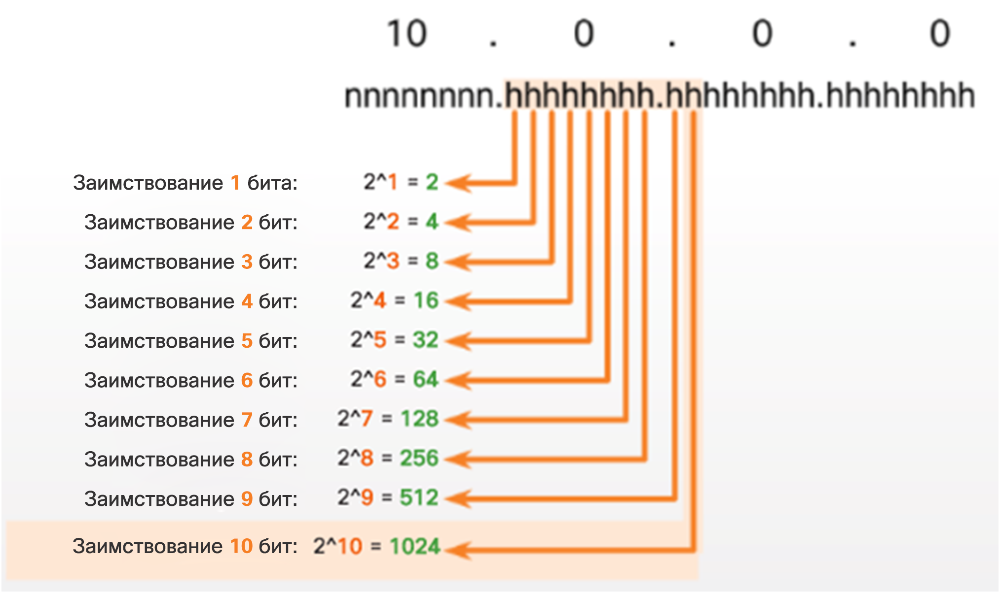 10 . 0 . 0 . 0
nnnnnnnn.hhhhhhhh.hhhhhhhh.hhhhhhhh
Заимствование 1 бита: 2^1 = 2
Заимствование 2 бит: 2^2 = 4
Заимствование 3 бит: 2^3 = 8
Заимствование 4 бит: 2^4 = 16
Заимствование 5 бит: 2^5 = 32
Заимствование 6 бит: 2^6 = 64
Заимствование 7 бит: 2^7 = 128
Заимствование 8 бит: 2^8 = 256
Заимствование 9 бит: 2^9 = 512
Заимствование 10 бит: 2^10 = 1024